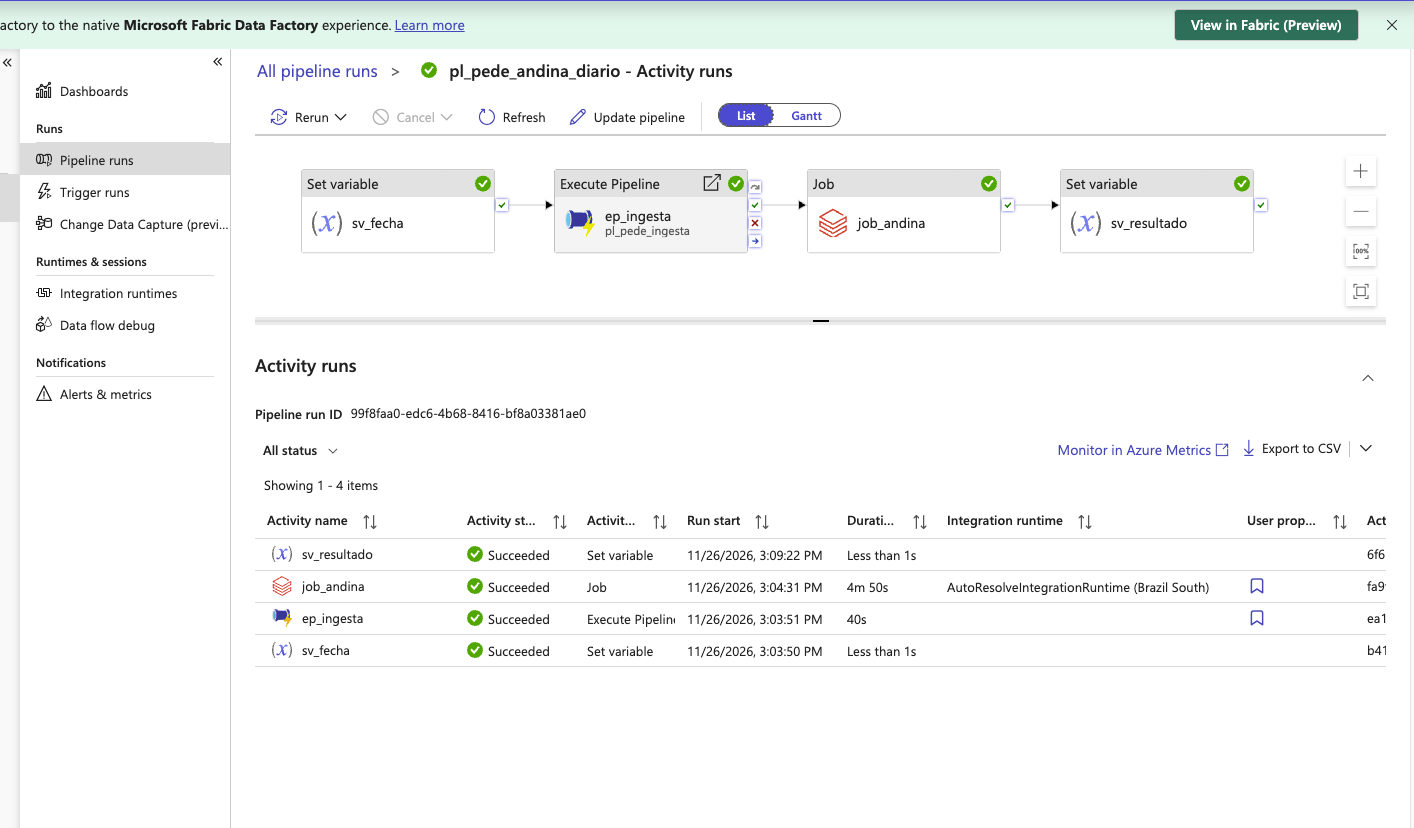 actory to the native Microsoft Fabric Data Factory experience. Learn more
View in Fabric (Preview)
Dashboards
Runs
Pipeline runs
Trigger runs
Change Data Capture (previ...
Runtimes & sessions
Integration runtimes
Data flow debug
Notifications
Alerts & metrics
All pipeline runs > pl_pede_andina_diario - Activity runs
Rerun Cancel Refresh Update pipeline List Gantt
Set variable
(x) sv_fecha
Execute Pipeline
ep_ingesta
pl_pede_ingesta
Job
job_andina
Set variable
(x) sv_resultado
100%
Activity runs
Pipeline run ID 99f8faa0-edc6-4b68-8416-bf8a03381ae0
All status
Monitor in Azure Metrics Export to CSV
Showing 1 - 4 items
Activity name Activity st... Activit... Run start Durati... Integration runtime User prop... Act
(x) sv_resultado Succeeded Set variable 11/26/2026, 3:09:22 PM Less than 1s 6f6
job_andina Succeeded Job 11/26/2026, 3:04:31 PM 4m 50s AutoResolveIntegrationRuntime (Brazil South) fa9
ep_ingesta Succeeded Execute Pipelin 11/26/2026, 3:03:51 PM 40s ea1
(x) sv_fecha Succeeded Set variable 11/26/2026, 3:03:50 PM Less than 1s b41